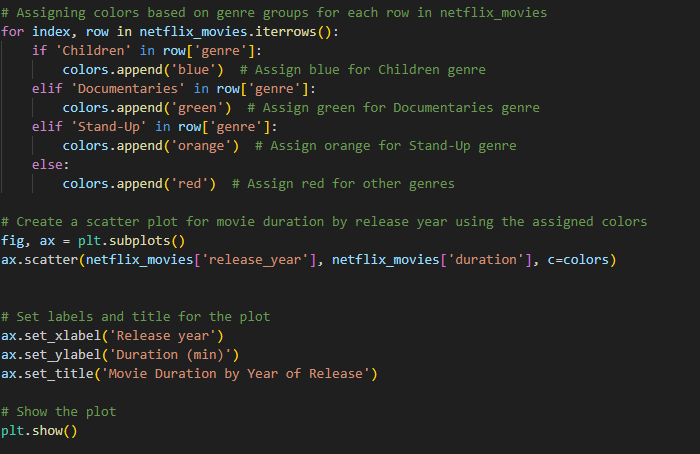 # Assigning colors based on genre groups for each row in netflix_movies
for index, row in netflix_movies.iterrows():
    if 'Children' in row['genre']:
        colors.append('blue')  # Assign blue for Children genre
    elif 'Documentaries' in row['genre']:
        colors.append('green')  # Assign green for Documentaries genre
    elif 'Stand-Up' in row['genre']:
        colors.append('orange')  # Assign orange for Stand-Up genre
    else:
        colors.append('red')  # Assign red for other genres

# Create a scatter plot for movie duration by release year using the assigned colors
fig, ax = plt.subplots()
ax.scatter(netflix_movies['release_year'], netflix_movies['duration'], c=colors)


# Set labels and title for the plot
ax.set_xlabel('Release year')
ax.set_ylabel('Duration (min)')
ax.set_title('Movie Duration by Year of Release')

# Show the plot
plt.show()